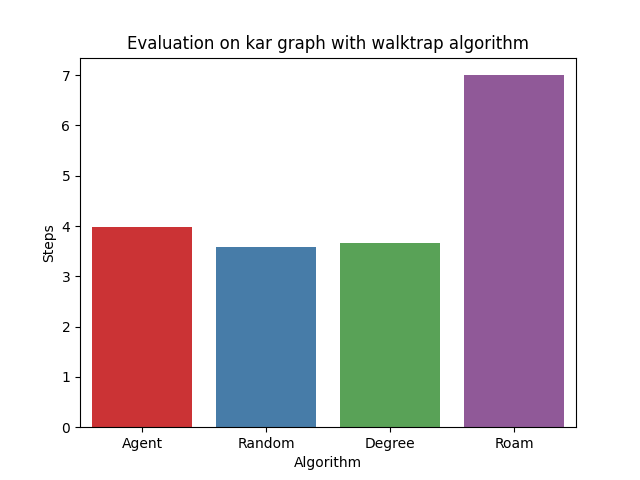 Evaluation on kar graph with walktrap algorithm
7
6
5
4
3
2
1
0
Steps
Agent Random Degree Roam
Algorithm